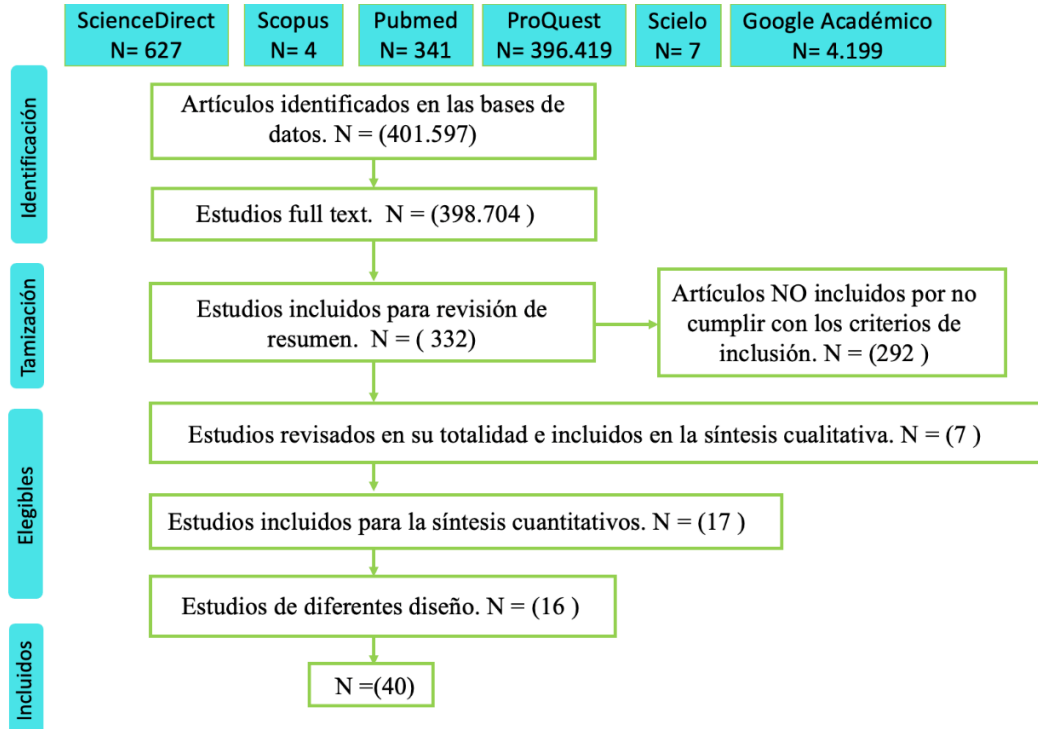 ScienceDirect
N= 627
Scopus
N= 4
Pubmed
N= 341
ProQuest
N= 396.419
Scielo
N= 7
Google Académico
N= 4.199
Identificación
Artículos identificados en las bases de
datos. N = (401.597)
Estudios full text. N = (398.704 )
Tamización
Estudios incluidos para revisión de
resumen. N = ( 332)
Artículos NO incluidos por no
cumplir con los criterios de
inclusión. N = (292 )
Elegibles
Estudios revisados en su totalidad e incluidos en la síntesis cualitativa. N = (7 )
Estudios incluidos para la síntesis cuantitativos. N = (17 )
Estudios de diferentes diseño. N = (16 )
Incluidos
N =(40)